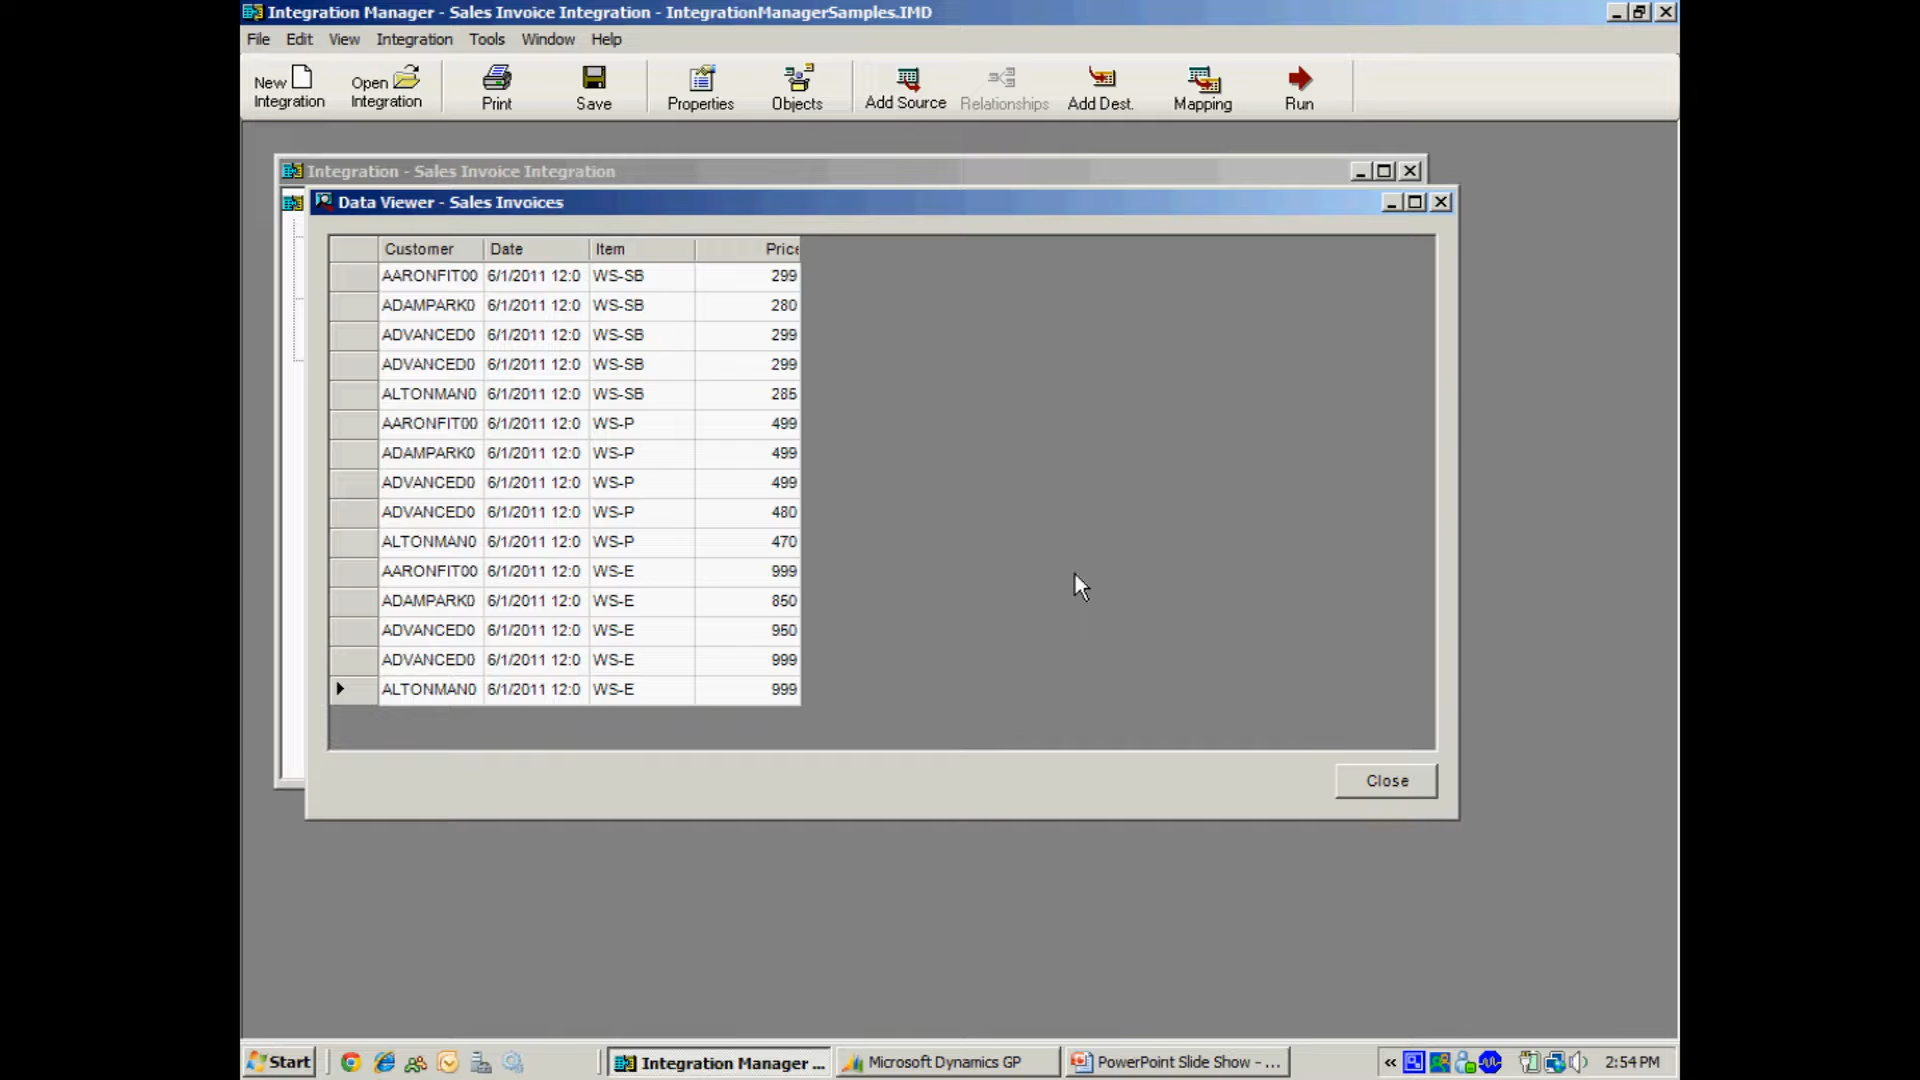 Integration Manager - Sales Invoice Integration - IntegrationManagerSamples.IMD
File Edit View Integration Tools Window Help
New Integration Open Integration Print Save Properties Objects Add Source Relationships Add Dest. Mapping Run
Integration - Sales Invoice Integration
Data Viewer - Sales Invoices
Customer Date Item Price
AARONFIT00 6/1/2011 12:0 WS-SB 299
ADAMPARK0 6/1/2011 12:0 WS-SB 280
ADVANCED0 6/1/2011 12:0 WS-SB 299
ADVANCED0 6/1/2011 12:0 WS-SB 299
ALTONMAN0 6/1/2011 12:0 WS-SB 285
AARONFIT00 6/1/2011 12:0 WS-P 499
ADAMPARK0 6/1/2011 12:0 WS-P 499
ADVANCED0 6/1/2011 12:0 WS-P 499
ADVANCED0 6/1/2011 12:0 WS-P 480
ALTONMAN0 6/1/2011 12:0 WS-P 470
AARONFIT00 6/1/2011 12:0 WS-E 999
ADAMPARK0 6/1/2011 12:0 WS-E 850
ADVANCED0 6/1/2011 12:0 WS-E 950
ADVANCED0 6/1/2011 12:0 WS-E 999
ALTONMAN0 6/1/2011 12:0 WS-E 999
Close
Start Integration Manager ... Microsoft Dynamics GP PowerPoint Slide Show - ... « 2:54 PM